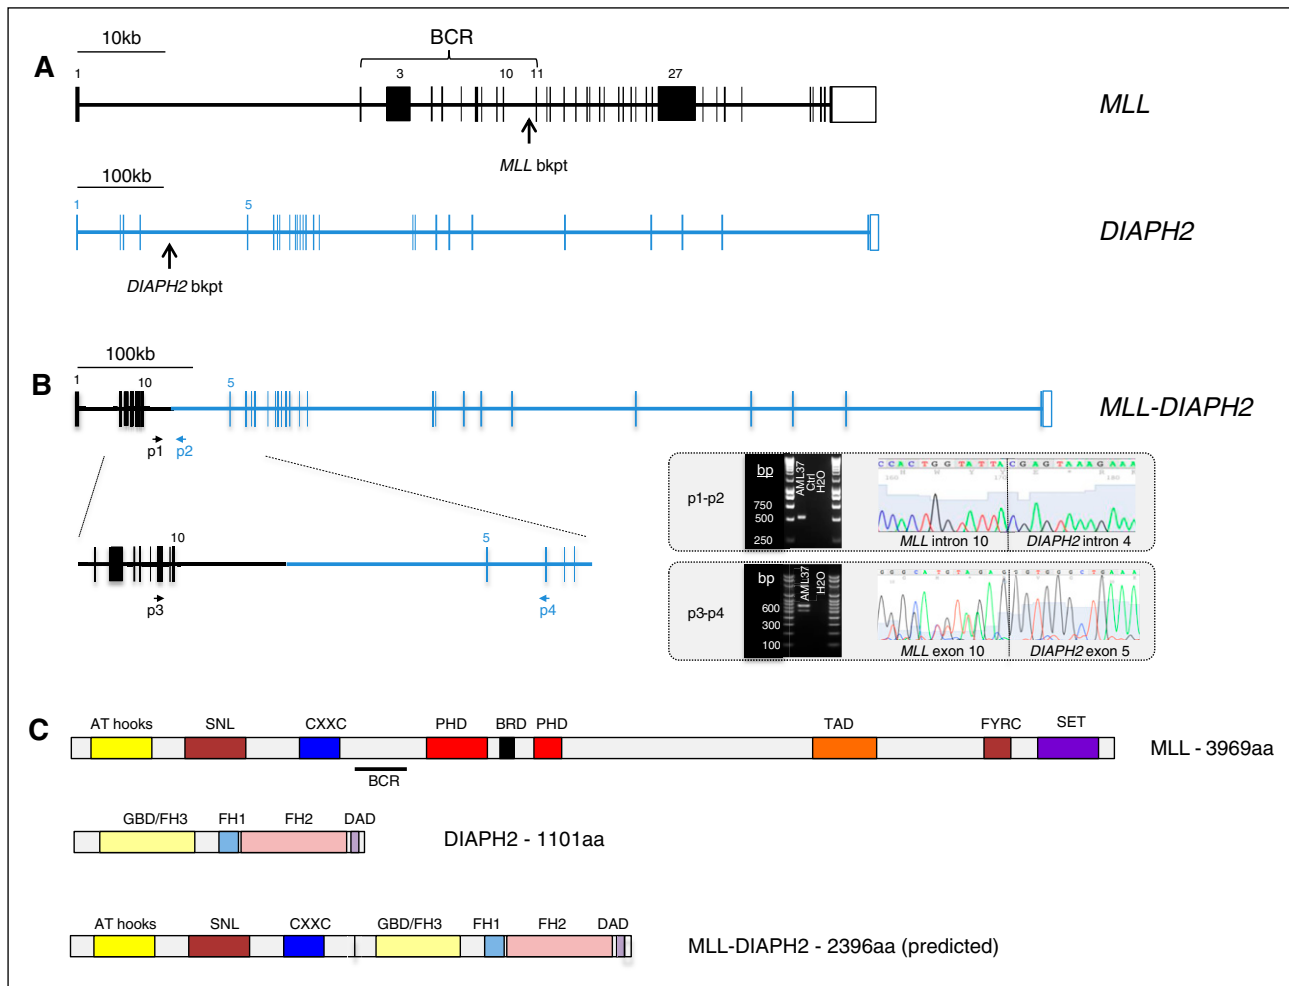 A
10kb
BCR
1
3
10
11
27
MLL
MLL bkpt
100kb
1
5
DIAPH2
DIAPH2 bkpt
100kb
B
1
10
5
MLL-DIAPH2
p1
p2
10
5
p3
p4
p1-p2
bp
AML37
Ctrl
H2O
750
500
250
C C A C T G G T A T T A C G A G T A A A G A A A
MLL intron 10
DIAPH2 intron 4
p3-p4
bp
AML37
H2O
600
300
100
MLL exon 10
DIAPH2 exon 5
C
AT hooks
SNL
CXXC
PHD
BRD
PHD
TAD
FYRC
SET
MLL - 3969aa
BCR
GBD/FH3
FH1
FH2
DAD
DIAPH2 - 1101aa
AT hooks
SNL
CXXC
GBD/FH3
FH1
FH2
DAD
MLL-DIAPH2 - 2396aa (predicted)